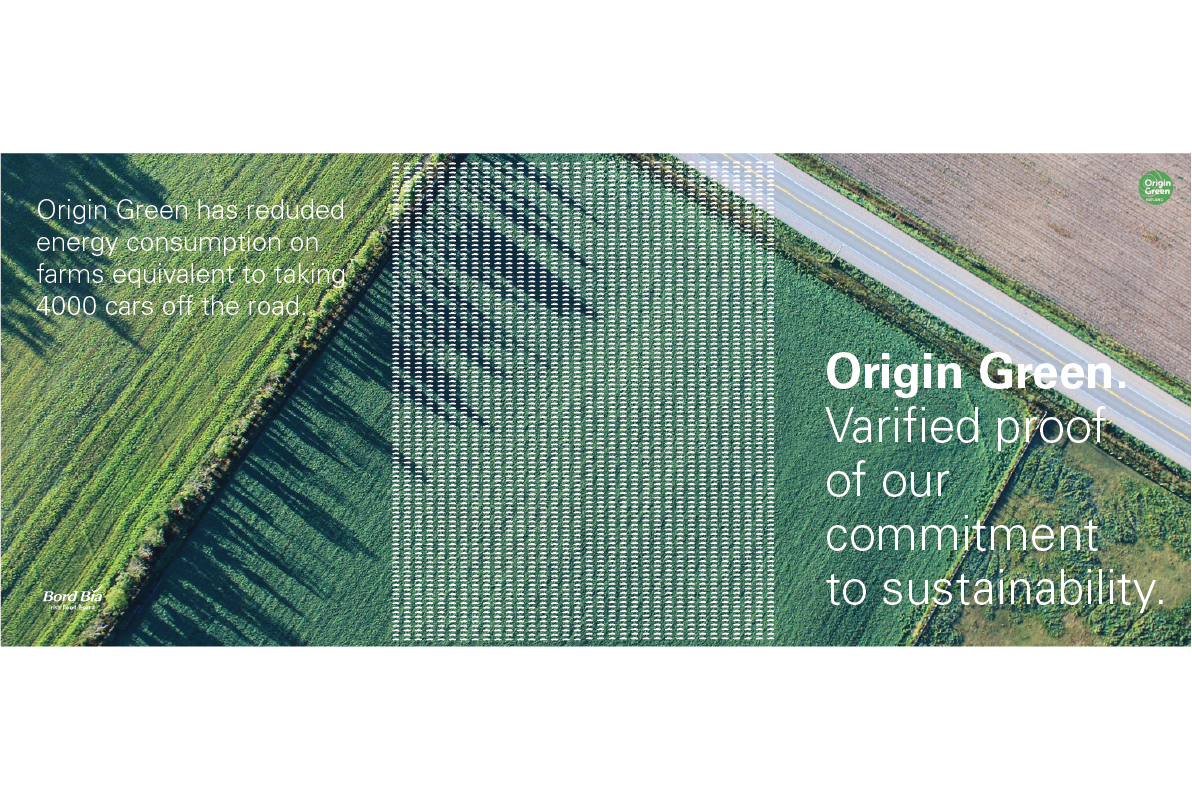 Origin Green has reduded
energy consumption on
farms equivalent to taking
4000 cars off the road.
Bord Bia
Irish Food Board
Origin
Green
IRELAND
Origin Green.
Varified proof
of our
commitment
to sustainability.